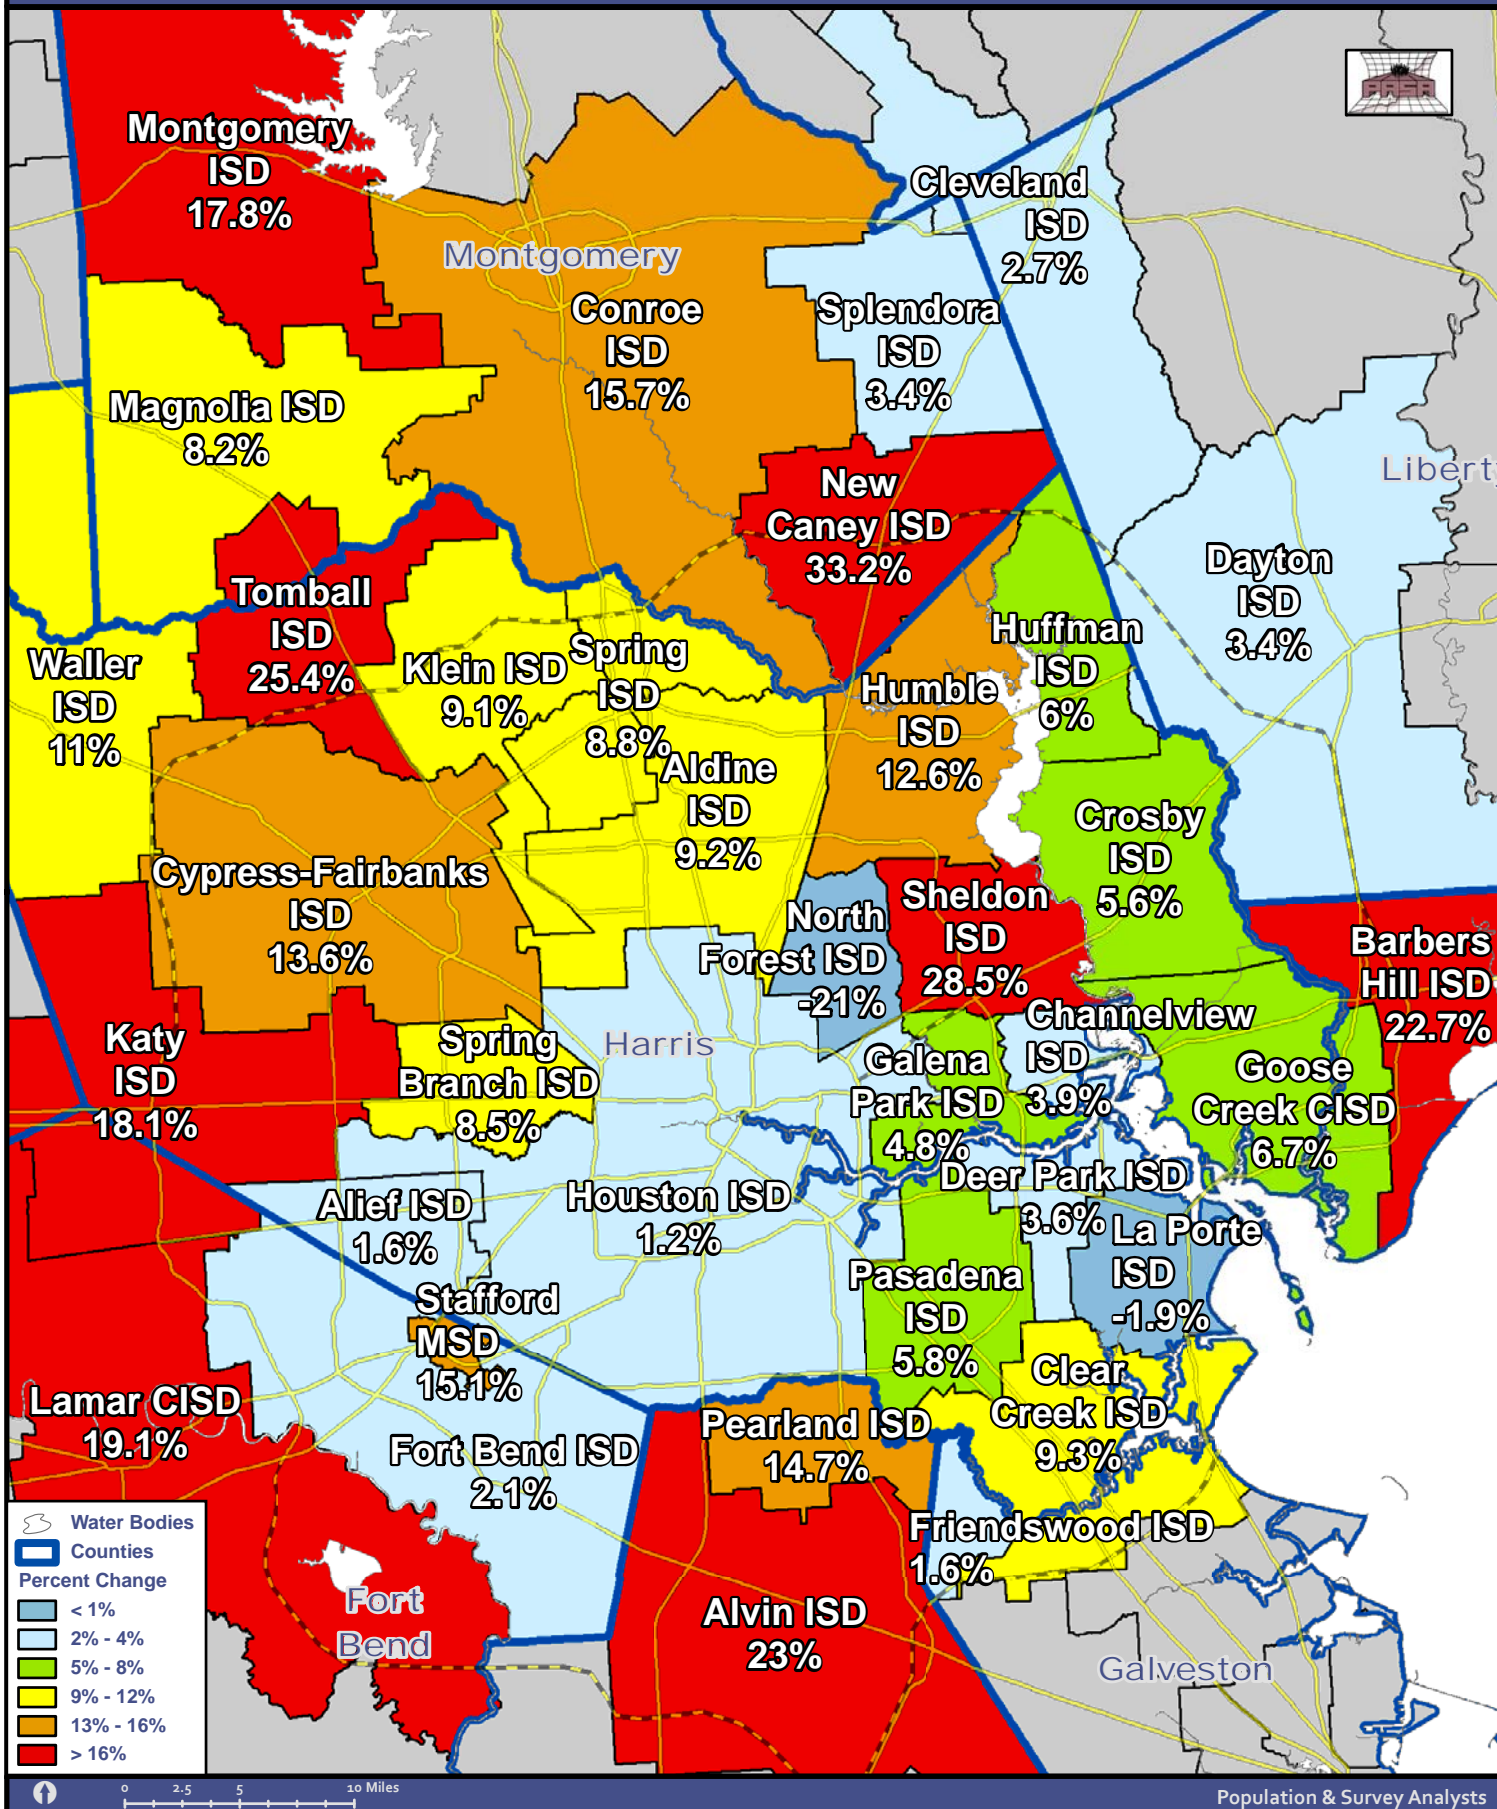 PASA
Montgomery
ISD
17.8%
Cleveland
ISD
2.7%
Montgomery
Conroe
ISD
15.7%
Splendora
ISD
3.4%
Magnolia ISD
8.2%
New
Caney ISD
33.2%
Liberty
Dayton
ISD
3.4%
Tomball
ISD
25.4%
Huffman
ISD
6%
Waller
ISD
11%
Klein ISD
9.1%
Spring
ISD
8.8%
Humble
ISD
12.6%
Aldine
ISD
9.2%
Crosby
ISD
5.6%
Cypress-Fairbanks
ISD
13.6%
North
Forest ISD
-21%
Sheldon
ISD
28.5%
Barbers
Hill ISD
22.7%
Katy
ISD
18.1%
Spring
Branch ISD
8.5%
Harris
Galena
Park ISD
4.8%
Channelview
ISD
3.9%
Goose
Creek CISD
6.7%
Alief ISD
1.6%
Houston ISD
1.2%
Deer Park ISD
3.6%
La Porte
ISD
-1.9%
Stafford
MSD
15.1%
Pasadena
ISD
5.8%
Clear
Creek ISD
9.3%
Lamar CISD
19.1%
Fort Bend ISD
2.1%
Pearland ISD
14.7%
Friendswood ISD
1.6%
Alvin ISD
23%
Fort
Bend
Galveston
Water Bodies
Counties
Percent Change
< 1%
2% - 4%
5% - 8%
9% - 12%
13% - 16%
> 16%
0 2.5 5 10 Miles
Population & Survey Analysts